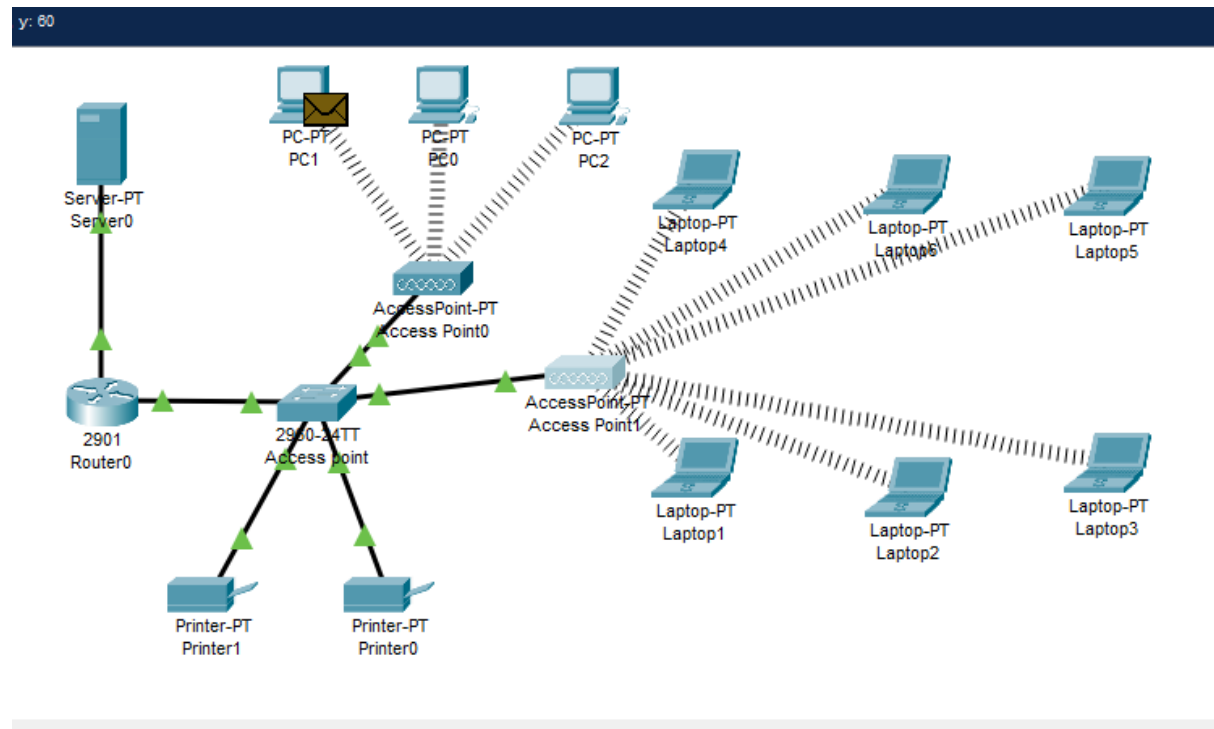 y: 60
PC-PT
PC1
PC-PT
PC0
PC-PT
PC2
Server-PT
Server0
Laptop-PT
Laptop4
Laptop-PT
Laptop6
Laptop-PT
Laptop5
AccessPoint-PT
Access Point0
AccessPoint-PT
Access Point1
2901
Router0
2960-24TT
Access point
Laptop-PT
Laptop1
Laptop-PT
Laptop2
Laptop-PT
Laptop3
Printer-PT
Printer1
Printer-PT
Printer0